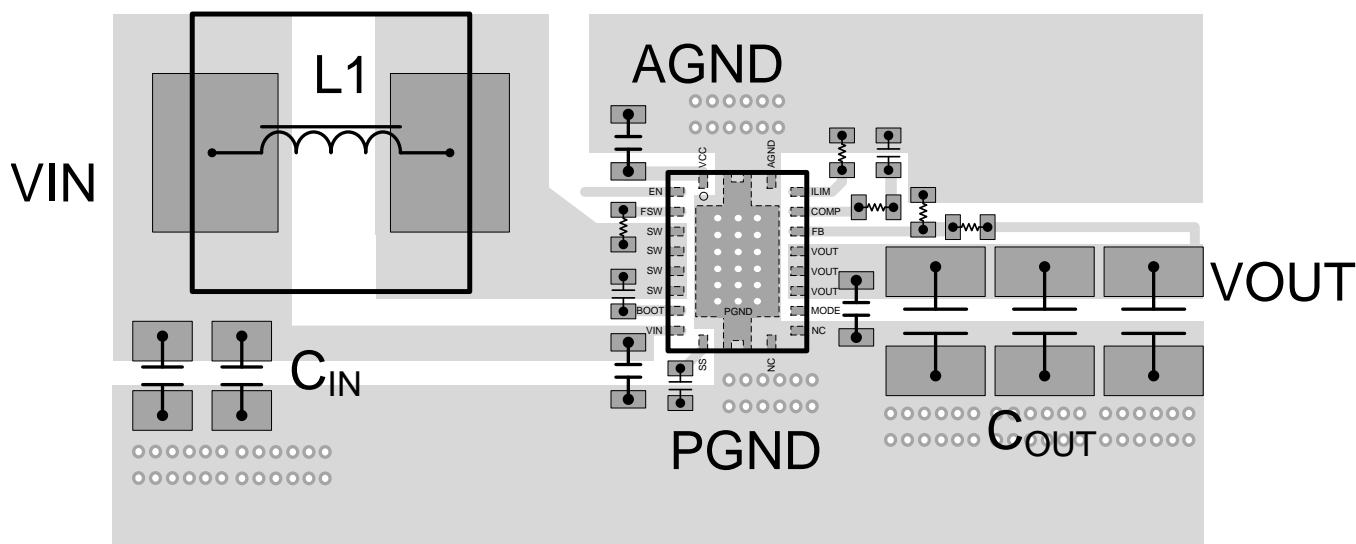 L1
AGND
VIN
VCC
AGND
EN
FSW
SW
SW
SW
SW
BOOT
VIN
ILIM
COMP
FB
VOUT
VOUT
VOUT
MODE
NC
PGND
SS
NC
VOUT
CIN
COUT
PGND